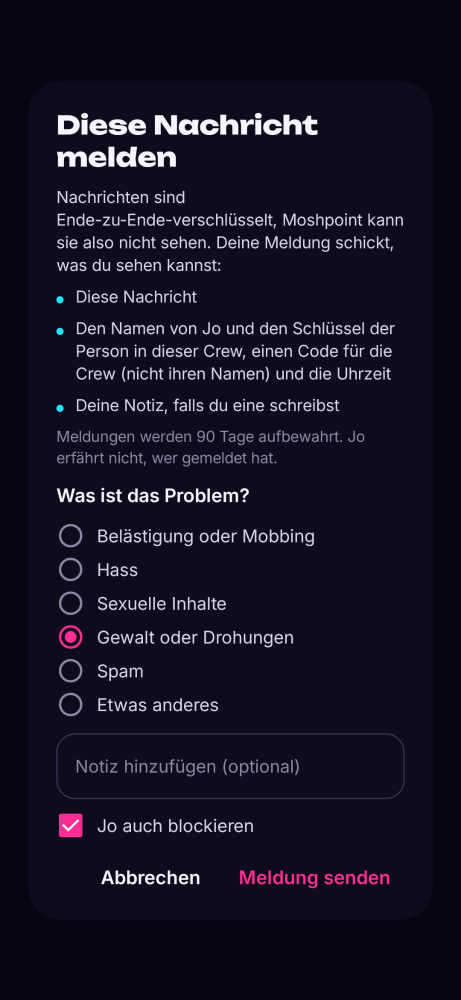 Diese Nachricht
melden
Nachrichten sind
Ende-zu-Ende-verschlüsselt, Moshpoint kann
sie also nicht sehen. Deine Meldung schickt,
was du sehen kannst:
Diese Nachricht
Den Namen von Jo und den Schlüssel der
Person in dieser Crew, einen Code für die
Crew (nicht ihren Namen) und die Uhrzeit
Deine Notiz, falls du eine schreibst
Meldungen werden 90 Tage aufbewahrt. Jo
erfährt nicht, wer gemeldet hat.
Was ist das Problem?
Belästigung oder Mobbing
Hass
Sexuelle Inhalte
Gewalt oder Drohungen
Spam
Etwas anderes
Notiz hinzufügen (optional)
Jo auch blockieren
Abbrechen
Meldung senden